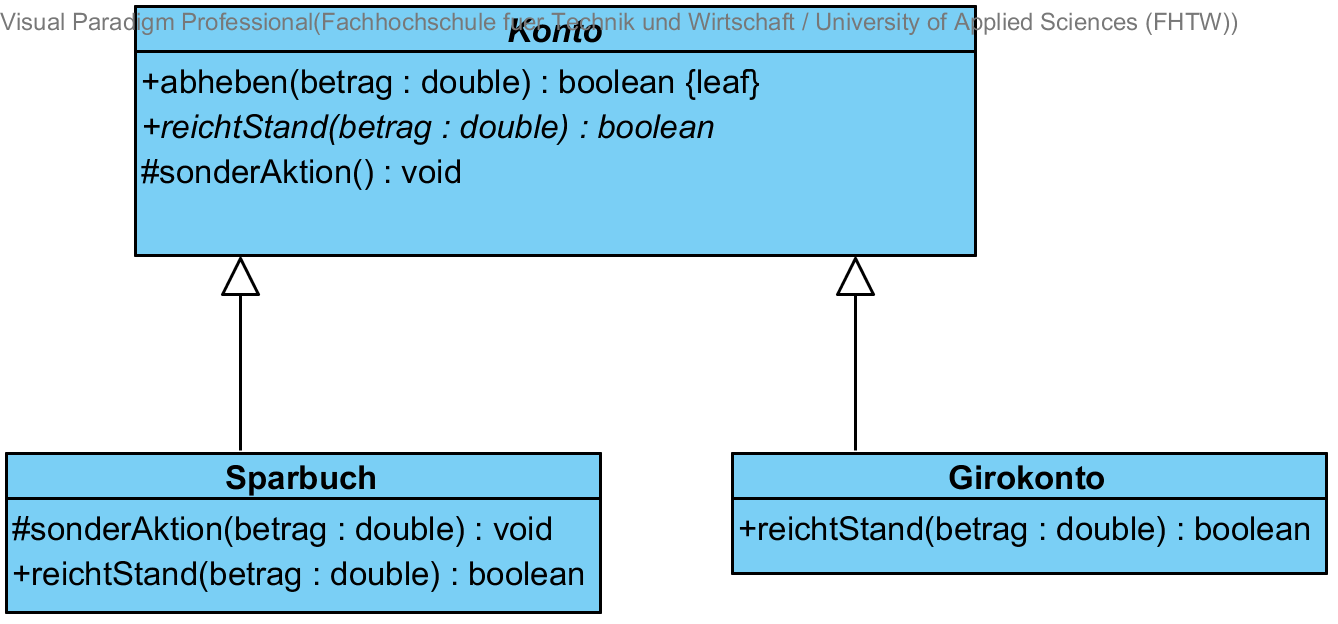 Visual Paradigm Professional(Fachhochschule fuer Technik und Wirtschaft / University of Applied Sciences (FHTW))
Konto
+abheben(betrag : double) : boolean {leaf}
+reichtStand(betrag : double) : boolean
#sonderAktion() : void
Sparbuch
#sonderAktion(betrag : double) : void
+reichtStand(betrag : double) : boolean
Girokonto
+reichtStand(betrag : double) : boolean